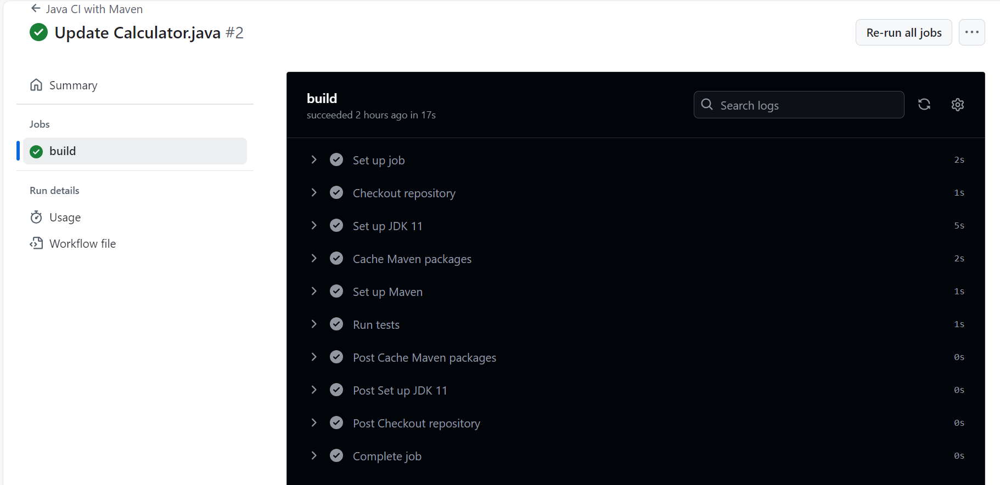 Java CI with Maven
Update Calculator.java #2
Re-run all jobs
Summary
Jobs
build
Run details
Usage
Workflow file
build
succeeded 2 hours ago in 17s
Search logs
Set up job 2s
Checkout repository 1s
Set up JDK 11 5s
Cache Maven packages 2s
Set up Maven 1s
Run tests 1s
Post Cache Maven packages 0s
Post Set up JDK 11 0s
Post Checkout repository 0s
Complete job 0s